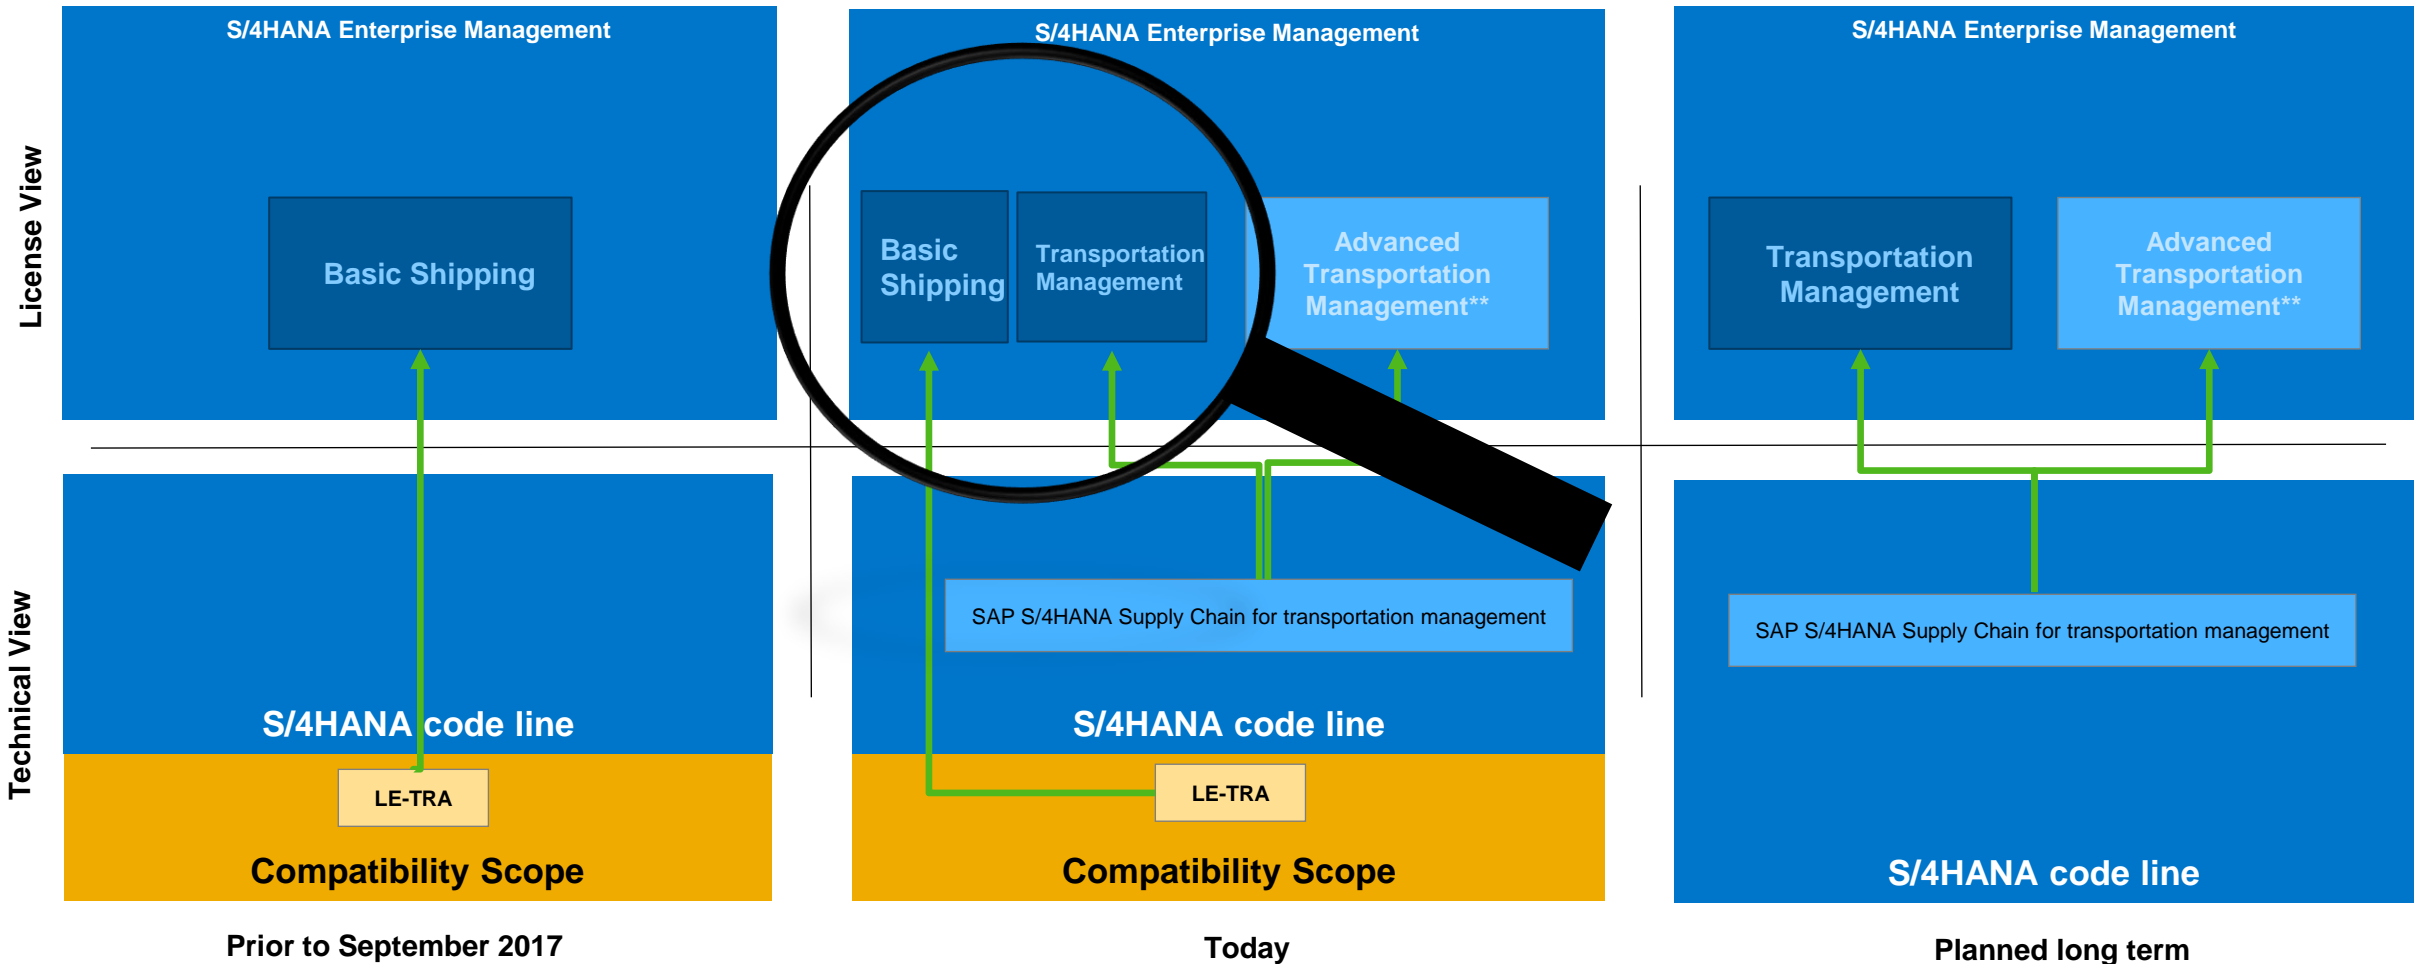 S/4HANA Enterprise Management
S/4HANA Enterprise Management
S/4HANA Enterprise Management
License View
Basic Shipping
Basic
Shipping
Transportation
Management
Advanced
Transportation
Management**
Transportation
Management
Advanced
Transportation
Management**
Technical View
SAP S/4HANA Supply Chain for transportation management
SAP S/4HANA Supply Chain for transportation management
S/4HANA code line
S/4HANA code line
LE-TRA
LE-TRA
Compatibility Scope
Compatibility Scope
S/4HANA code line
Prior to September 2017
Today
Planned long term